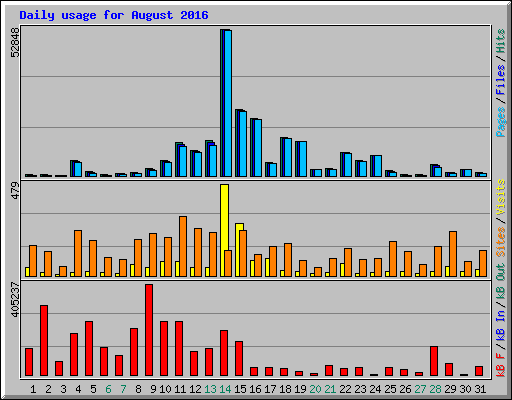 Daily usage for August 2016
52848
Pages / Files / Hits
479
Sites / Visits
405237
kB F / kB In / kB Out
1 2 3 4 5 6 7 8 9 10 11 12 13 14 15 16 17 18 19 20 21 22 23 24 25 26 27 28 29 30 31